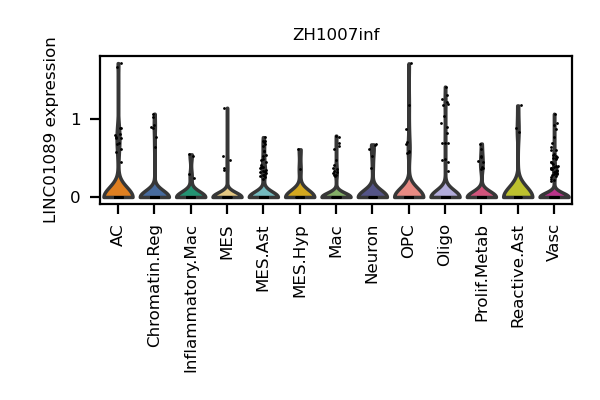 ZH1007inf
LINC01089 expression
1
0
AC
Chromatin.Reg
Inflammatory.Mac
MES
MES.Ast
MES.Hyp
Mac
Neuron
OPC
Oligo
Prolif.Metab
Reactive.Ast
Vasc